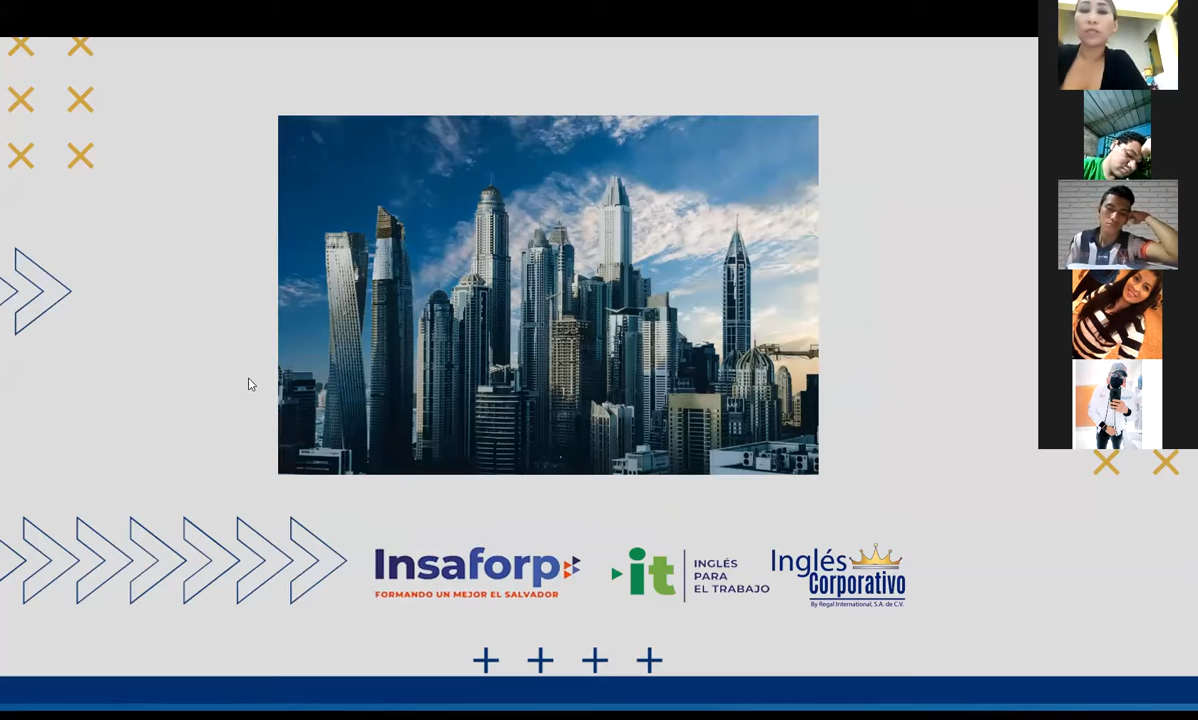 Insaforp
FORMANDO UN MEJOR EL SALVADOR
it
INGLÉS
PARA
EL TRABAJO
Inglés
Corporativo
By Regal International, S.A. de C.V.